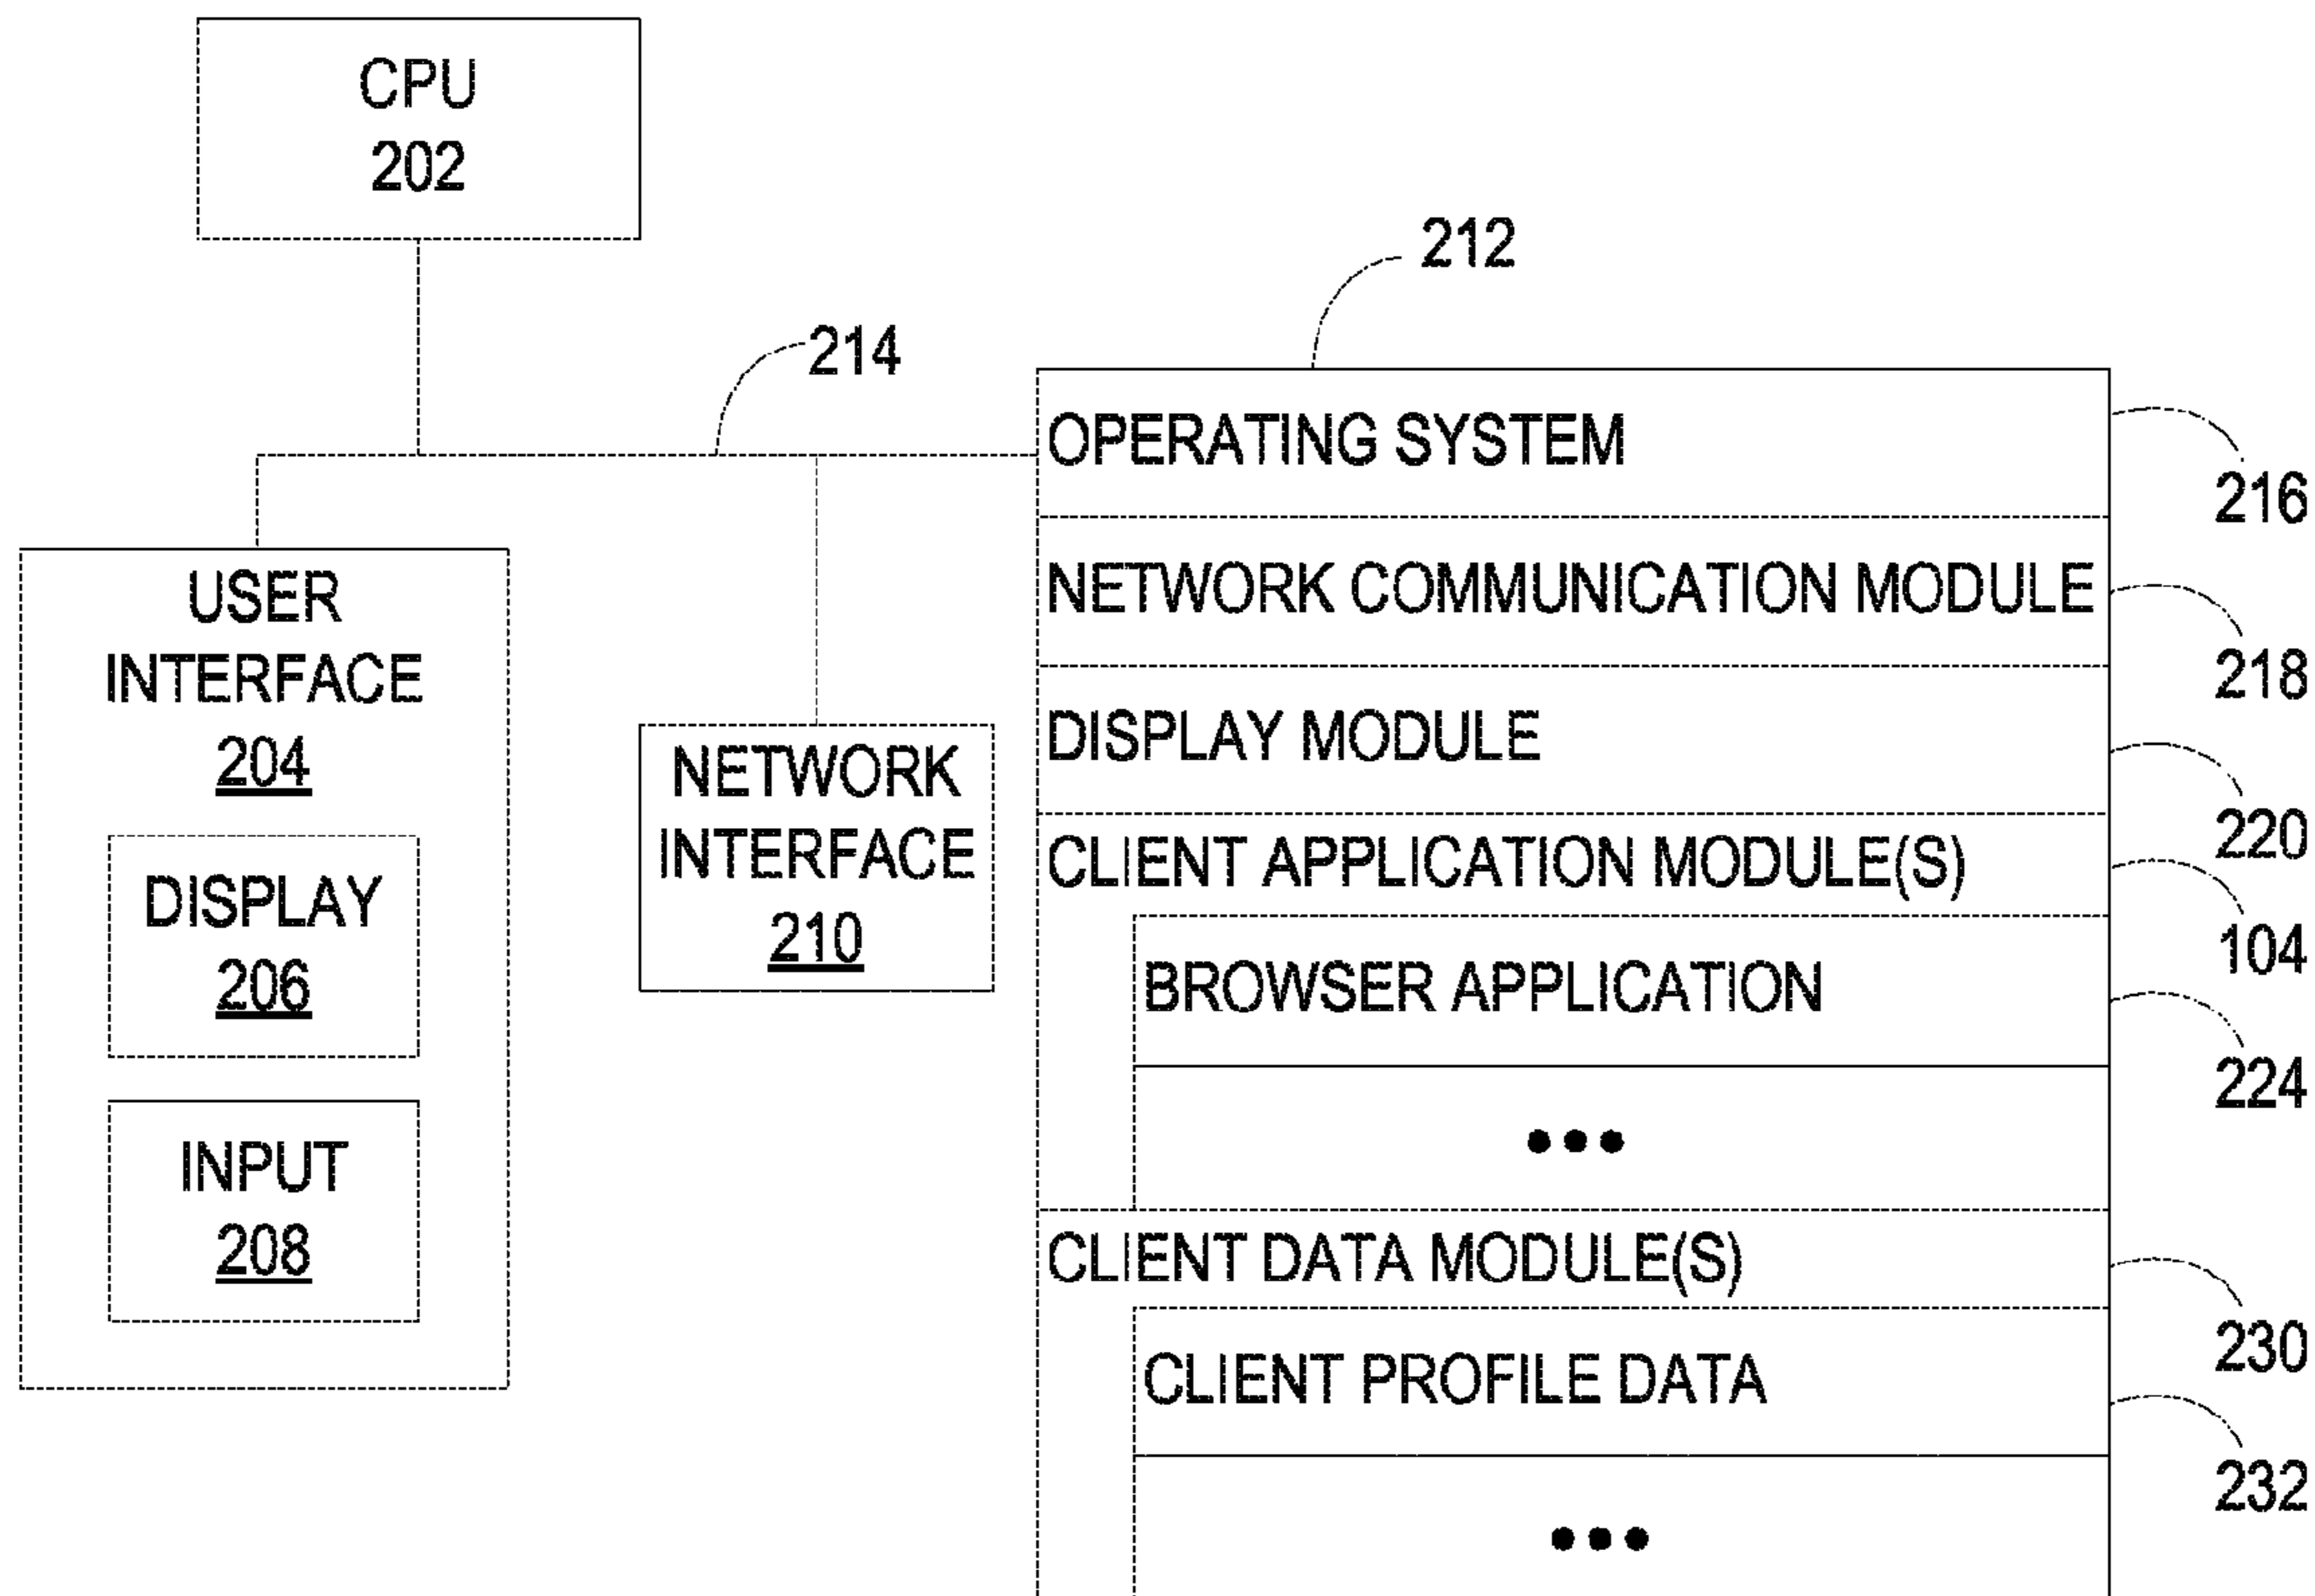 CPU
202
212
214
OPERATING SYSTEM
216
NETWORK COMMUNICATION MODULE
218
USER
INTERFACE
204
DISPLAY
206
INPUT
208
NETWORK
INTERFACE
210
DISPLAY MODULE
220
CLIENT APPLICATION MODULE(S)
104
BROWSER APPLICATION
224
•••
CLIENT DATA MODULE(S)
230
CLIENT PROFILE DATA
232
•••